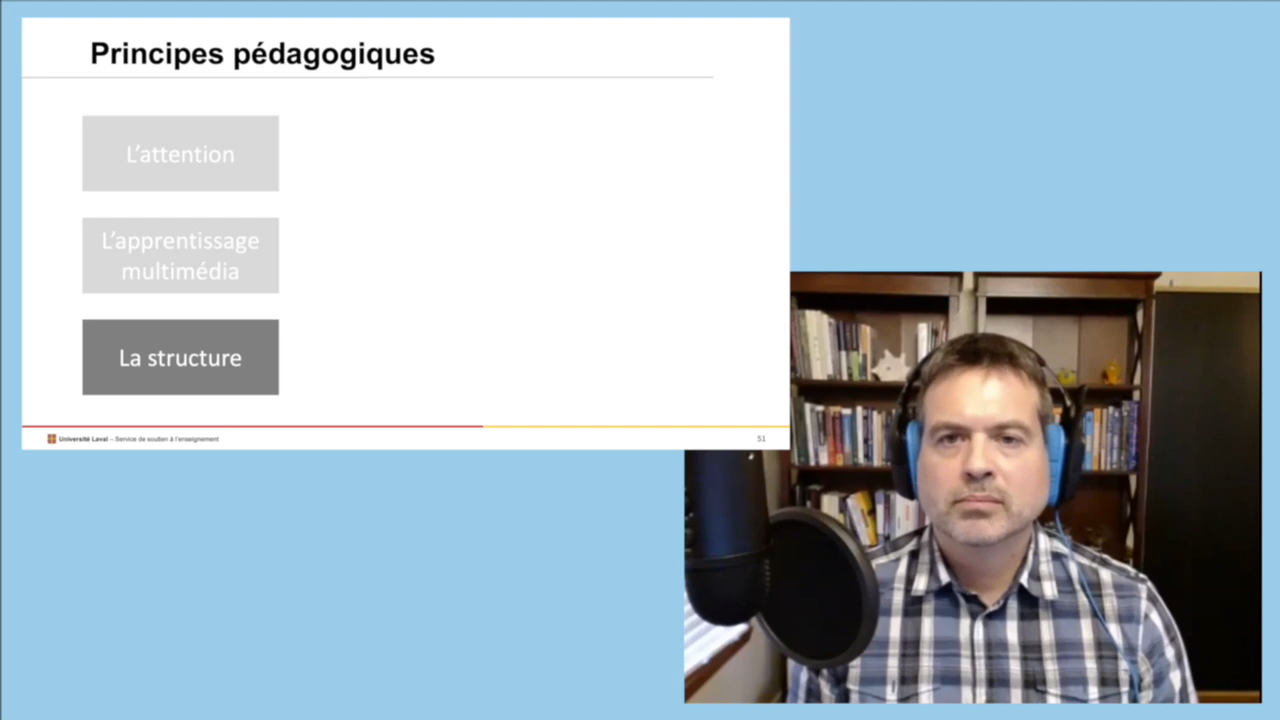 Principes pédagogiques
L'attention
L'apprentissage
multimédia
La structure
Université Laval – Service de soutien à l'enseignement
51